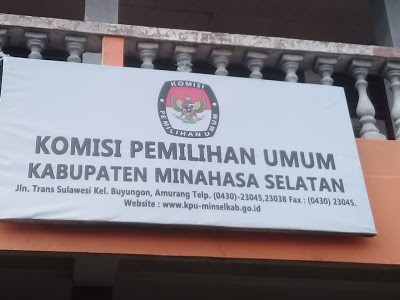 KOMISI
PEMILIHAN UMUM
KOMISI PEMILIHAN UMUM
KABUPATEN MINAHASA SELATAN
Jln. Trans Sulawesi Kel. Buyungon, Amurang Telp. (0430)-23045,23038 Fax : (0430) 23045.
Website : www.kpu-minselkab.go.id